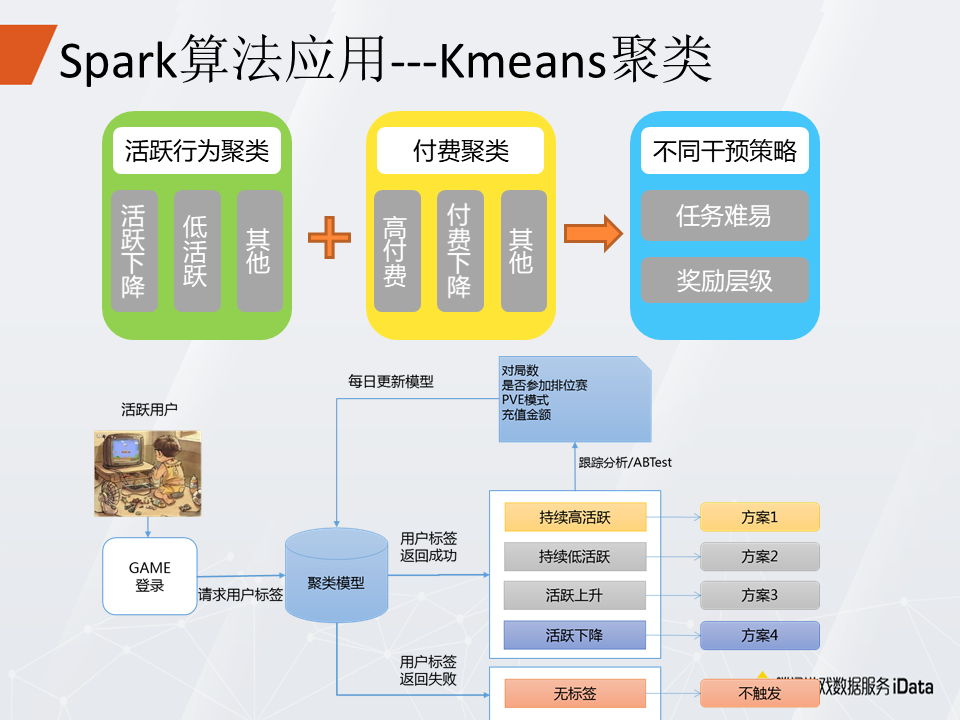 Spark算法应用---Kmeans聚类
活跃行为聚类
活跃下降
低活跃
其他
付费聚类
高付费
付费下降
其他
不同干预策略
任务难易
奖励层级
每日更新模型
对局数
是否参加排位赛
PVE模式
充值金额
活跃用户
跟踪分析/ABTest
GAME
登录
请求用户标签
聚类模型
用户标签
返回成功
持续高活跃
方案1
持续低活跃
方案2
活跃上升
方案3
活跃下降
方案4
用户标签
返回失败
无标签
不触发
戏数据服务 iData